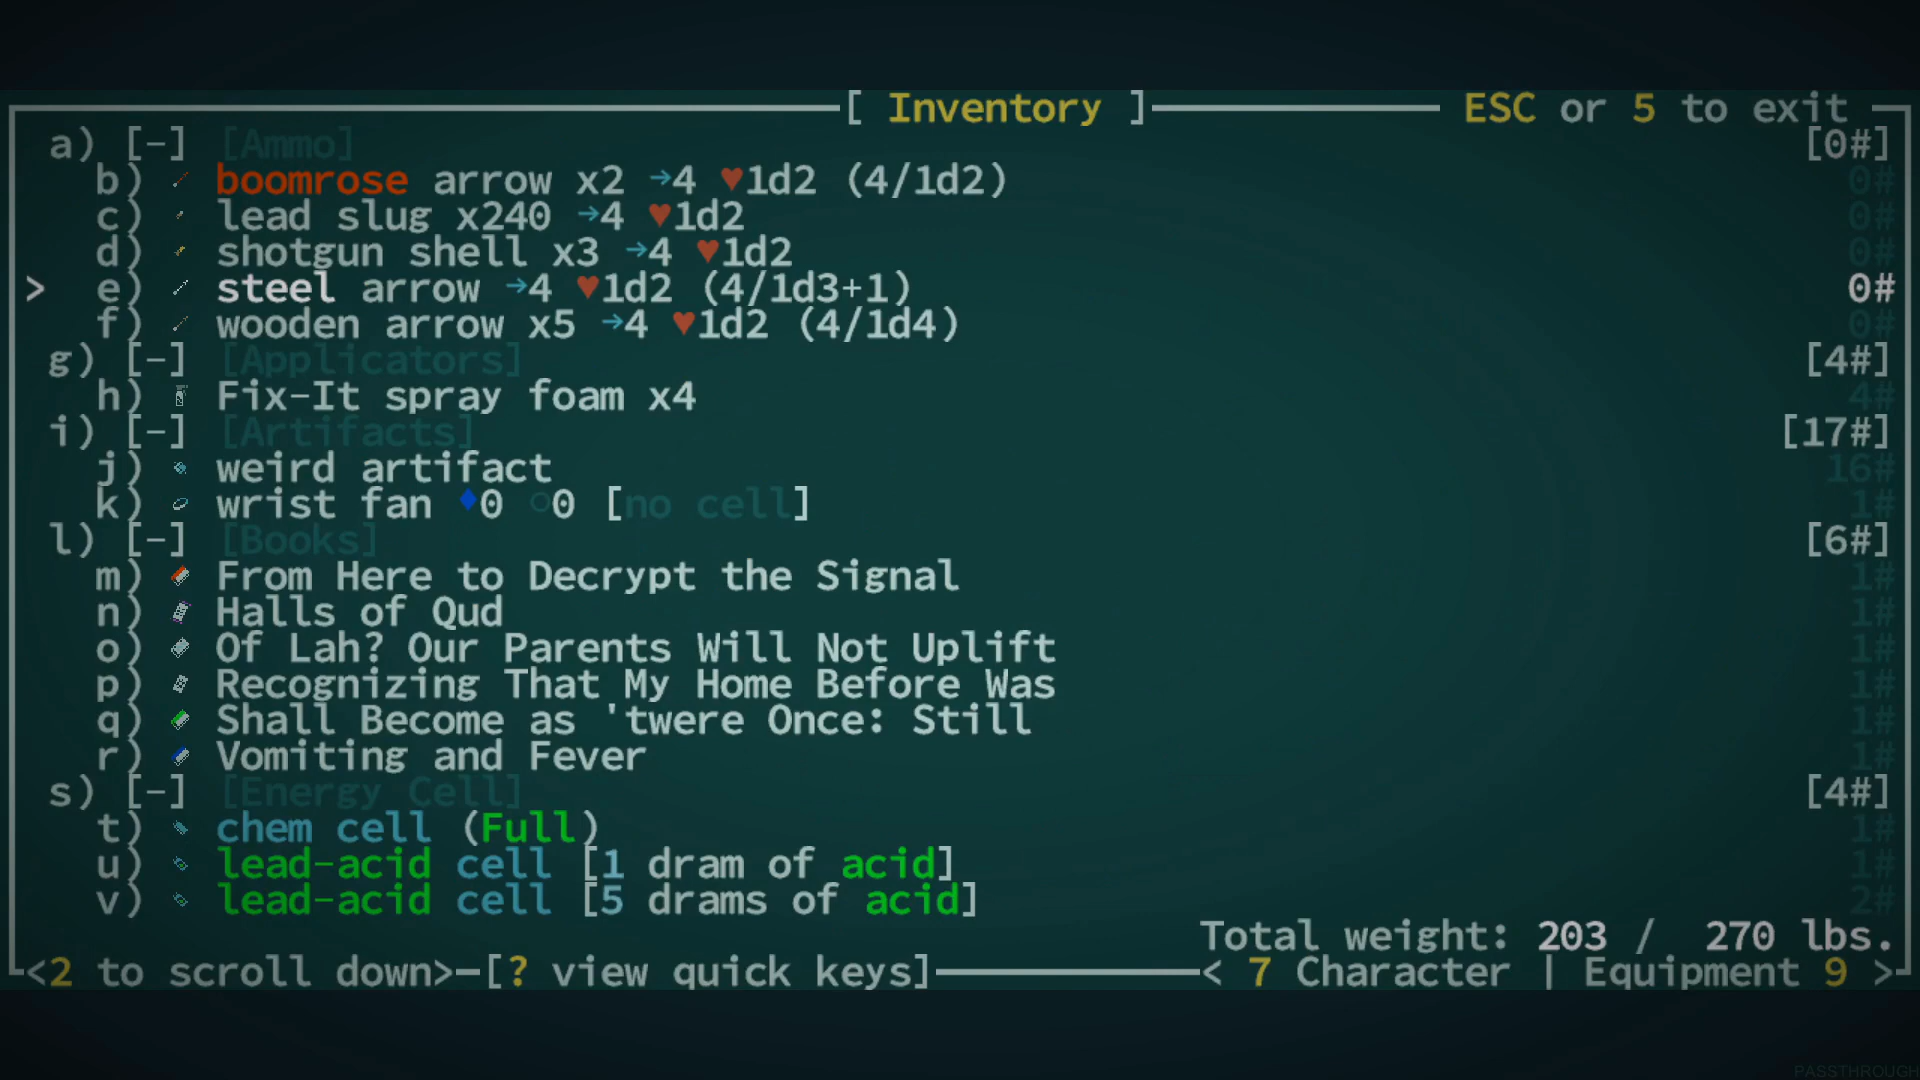 [ Inventory ] ESC or 5 to exit
a) [-] [Ammo] [0#]
b) boomrose arrow x2 →4 ♥1d2 (4/1d2) 0#
c) lead slug x240 →4 ♥1d2 0#
d) shotgun shell x3 →4 ♥1d2 0#
> e) steel arrow →4 ♥1d2 (4/1d3+1) 0#
f) wooden arrow x5 →4 ♥1d2 (4/1d4) 0#
g) [-] [Applicators] [4#]
h) Fix-It spray foam x4 4#
i) [-] [Artifacts] [17#]
j) weird artifact 16#
k) wrist fan ♦0 ○0 [no cell] 1#
l) [-] [Books] [6#]
m) From Here to Decrypt the Signal 1#
n) Halls of Qud 1#
o) Of Lah? Our Parents Will Not Uplift 1#
p) Recognizing That My Home Before Was 1#
q) Shall Become as 'twere Once: Still 1#
r) Vomiting and Fever 1#
s) [-] [Energy Cell] [4#]
t) chem cell (Full) 1#
u) lead-acid cell [1 dram of acid] 1#
v) lead-acid cell [5 drams of acid] 2#
Total weight: 203 / 270 lbs.
<2 to scroll down> [? view quick keys] < 7 Character | Equipment 9 >
PASSTHROUGH